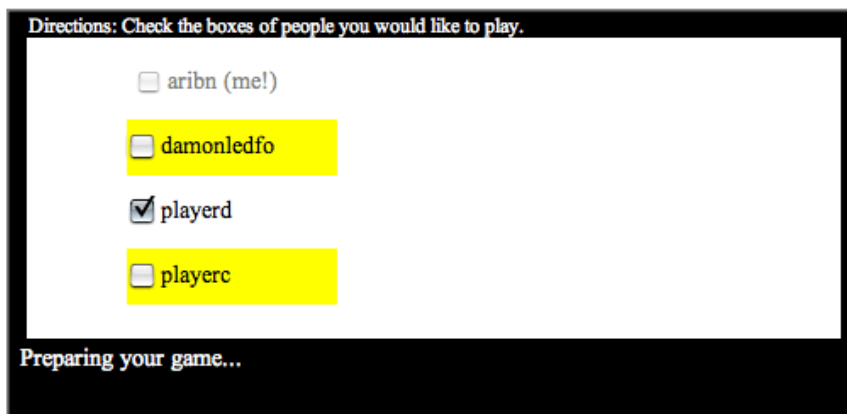 Directions: Check the boxes of people you would like to play.
aribn (me!)
damonledfo
playerd
playerc
Preparing your game...